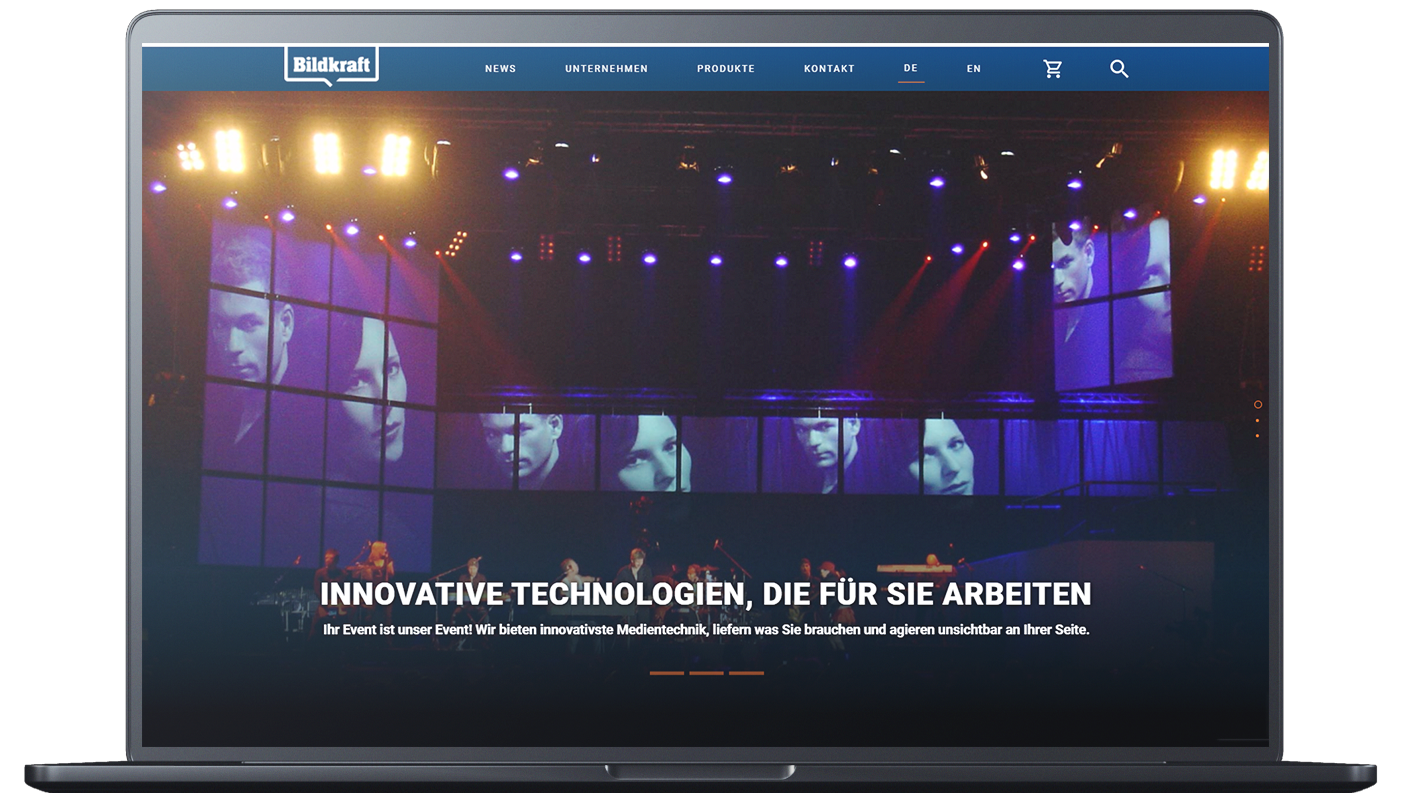 Bildkraft
NEWS UNTERNEHMEN PRODUKTE KONTAKT DE EN
INNOVATIVE TECHNOLOGIEN, DIE FÜR SIE ARBEITEN
Ihr Event ist unser Event! Wir bieten innovativste Medientechnik, liefern was Sie brauchen und agieren unsichtbar an Ihrer Seite.